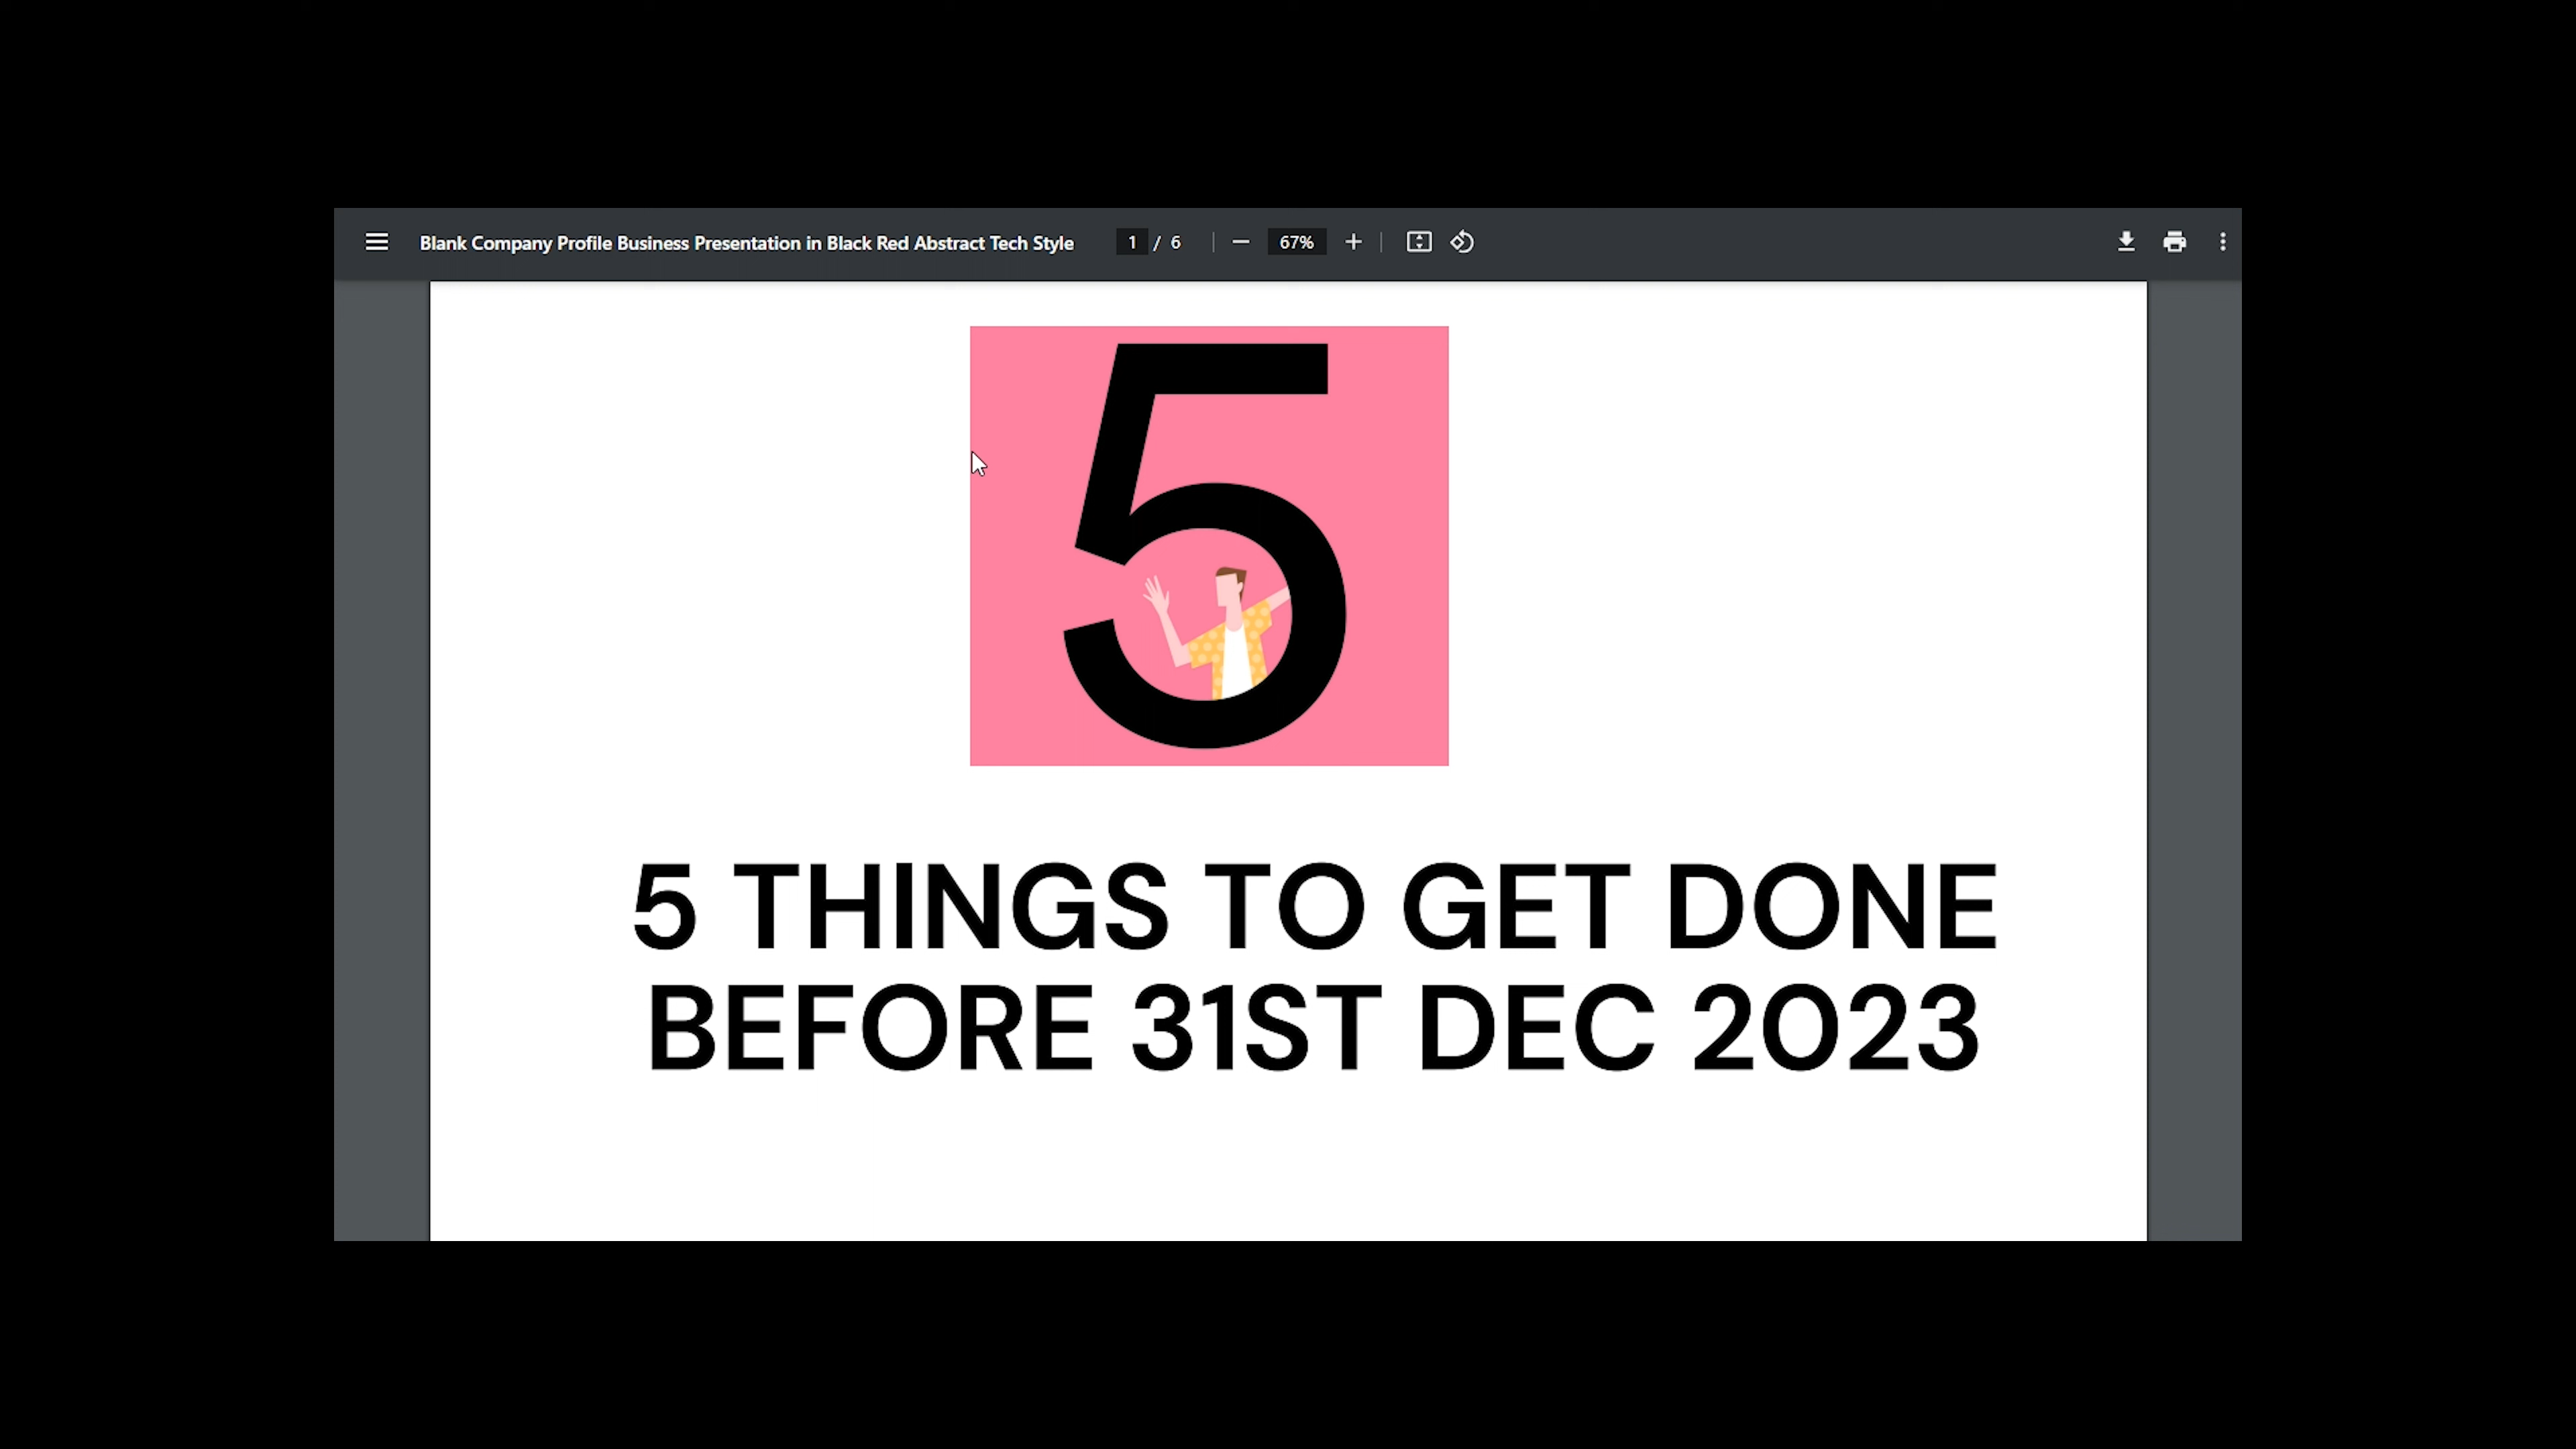 Blank Company Profile Business Presentation in Black Red Abstract Tech Style 1 / 6 67%
5
5 THINGS TO GET DONE
BEFORE 31ST DEC 2023